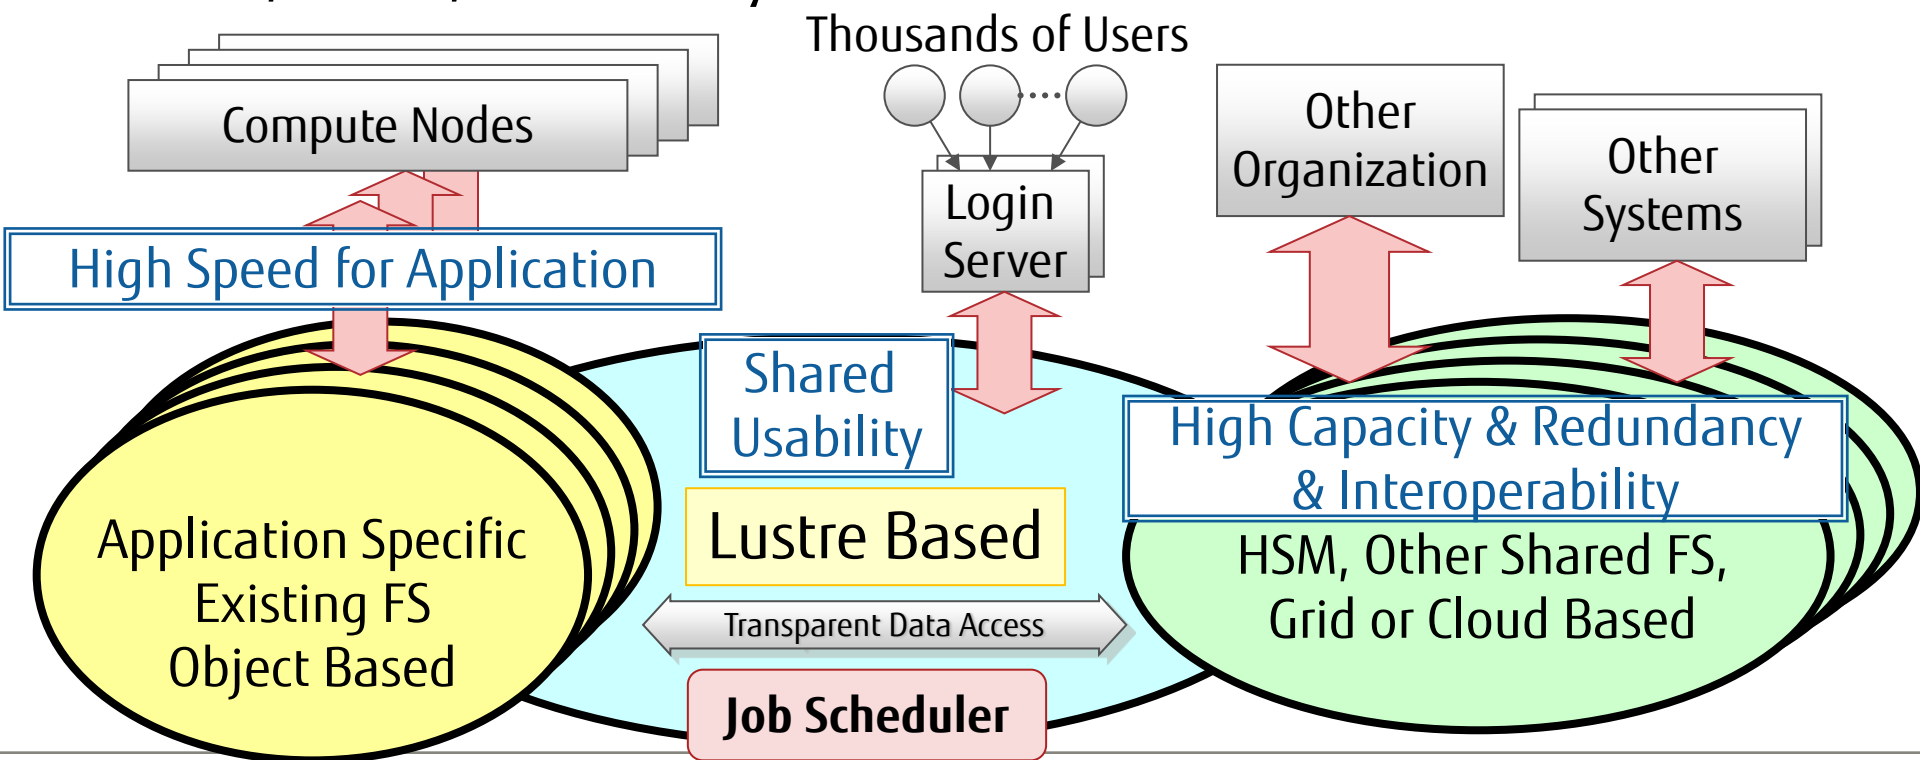 Thousands of Users
Compute Nodes
Other
Organization
Other
Systems
Login
Server
High Speed for Application
Shared
Usability
High Capacity & Redundancy
& Interoperability
Lustre Based
Application Specific
Existing FS
Object Based
HSM, Other Shared FS,
Grid or Cloud Based
Transparent Data Access
Job Scheduler